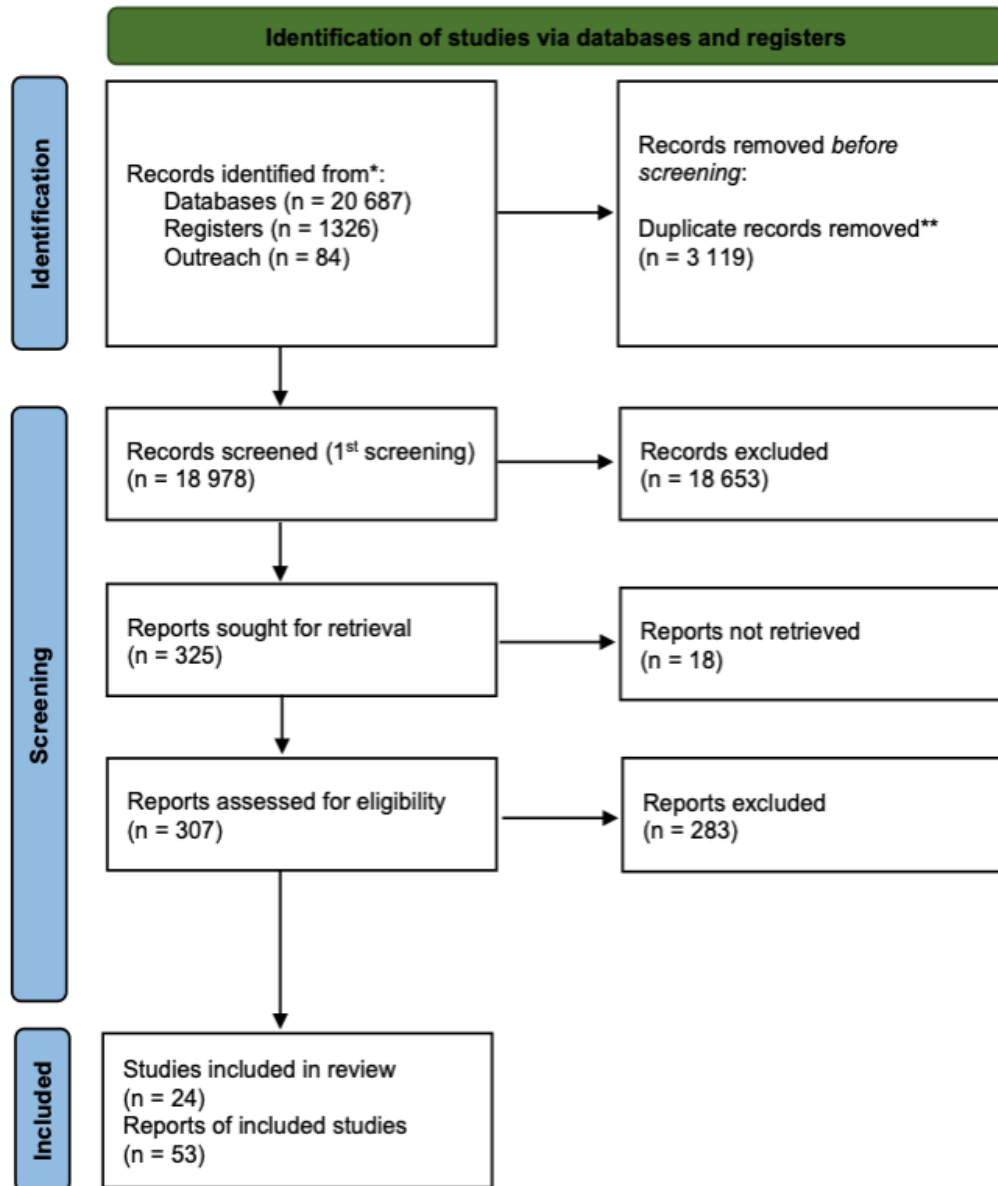 Identification of studies via databases and registers
Identification
Records identified from*:
Databases (n = 20 687)
Registers (n = 1326)
Outreach (n = 84)
Records removed before
screening:
Duplicate records removed**
(n = 3 119)
Screening
Records screened (1st screening)
(n = 18 978)
Records excluded
(n = 18 653)
Reports sought for retrieval
(n = 325)
Reports not retrieved
(n = 18)
Reports assessed for eligibility
(n = 307)
Reports excluded
(n = 283)
Included
Studies included in review
(n = 24)
Reports of included studies
(n = 53)